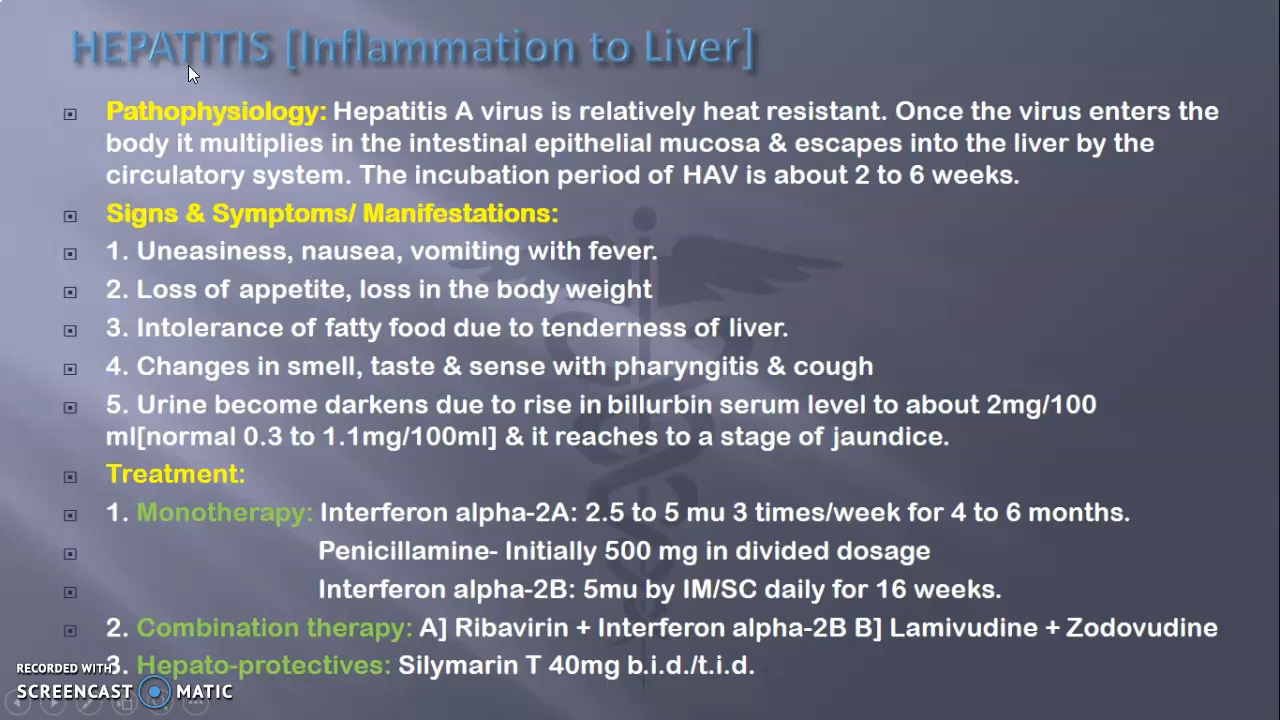 HEPATITIS [Inflammation to Liver]
Pathophysiology: Hepatitis A virus is relatively heat resistant. Once the virus enters the
body it multiplies in the intestinal epithelial mucosa & escapes into the liver by the
circulatory system. The incubation period of HAV is about 2 to 6 weeks.
Signs & Symptoms/ Manifestations:
1. Uneasiness, nausea, vomiting with fever.
2. Loss of appetite, loss in the body weight
3. Intolerance of fatty food due to tenderness of liver.
4. Changes in smell, taste & sense with pharyngitis & cough
5. Urine become darkens due to rise in billurbin serum level to about 2mg/100
ml[normal 0.3 to 1.1mg/100ml] & it reaches to a stage of jaundice.
Treatment:
1. Monotherapy: Interferon alpha-2A: 2.5 to 5 mu 3 times/week for 4 to 6 months.
Penicillamine- Initially 500 mg in divided dosage
Interferon alpha-2B: 5mu by IM/SC daily for 16 weeks.
2. Combination therapy: A] Ribavirin + Interferon alpha-2B B] Lamivudine + Zodovudine
3. Hepato-protectives: Silymarin T 40mg b.i.d./t.i.d.
RECORDED WITH
SCREENCAST MATIC